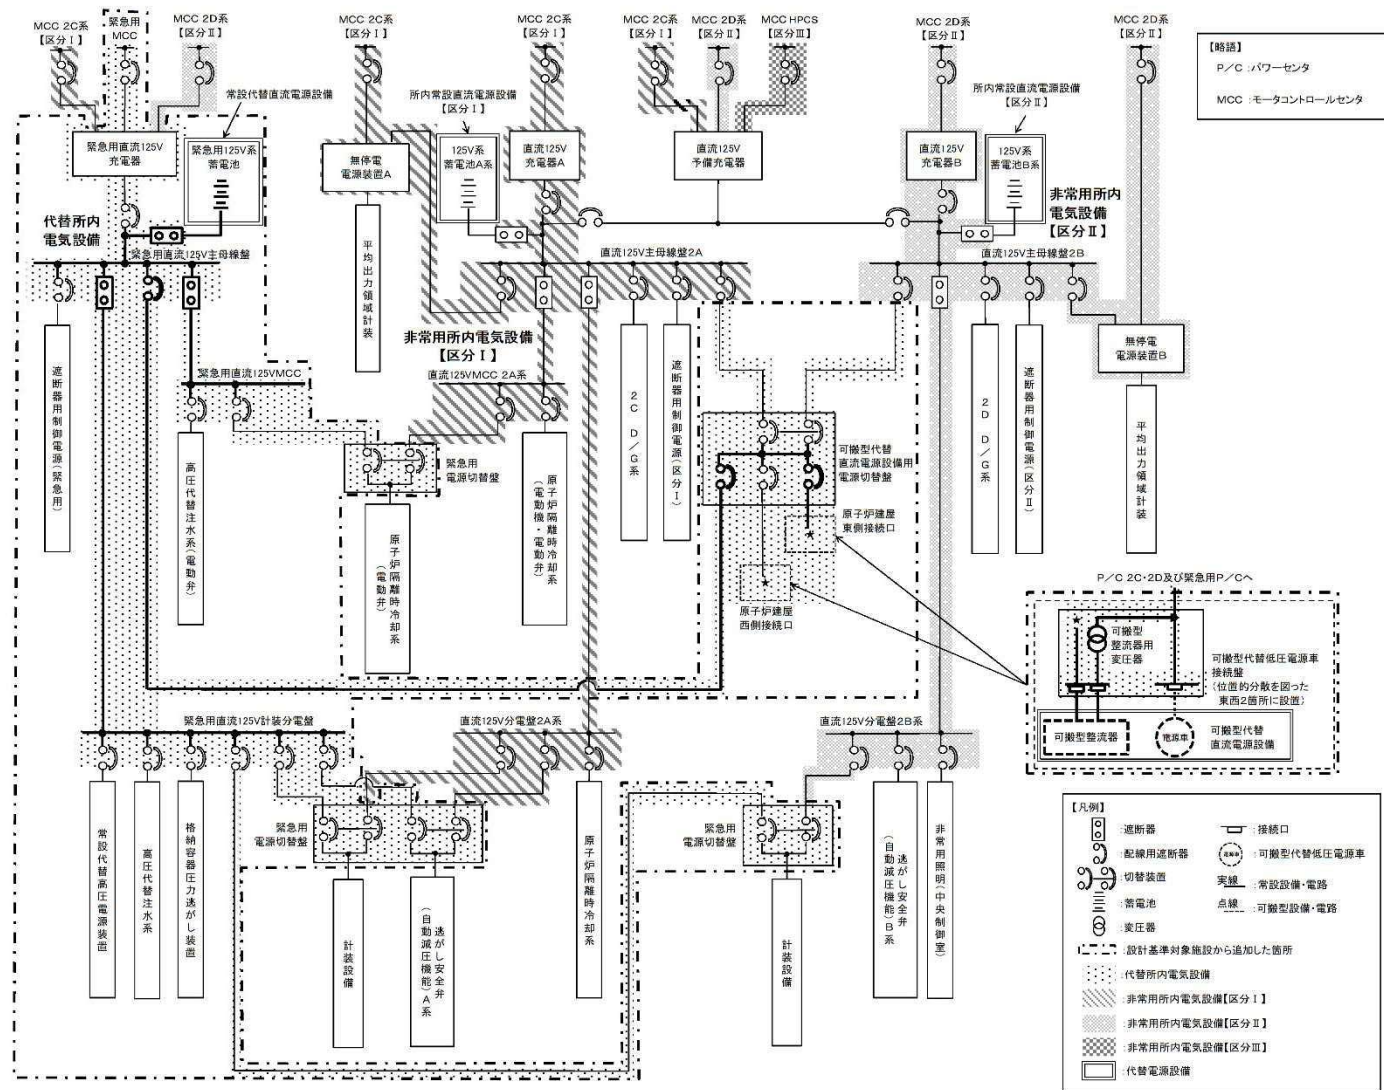 MCC 2C系
【区分Ⅰ】
緊急用
MCC
MCC 2D系
【区分Ⅱ】
MCC 2C系
【区分Ⅰ】
MCC 2C系
【区分Ⅰ】
MCC 2C系
【区分Ⅰ】
MCC 2D系
【区分Ⅱ】
MCC HPCS
【区分Ⅲ】
MCC 2D系
【区分Ⅱ】
MCC 2D系
【区分Ⅱ】
【略語】
P/C :パワーセンタ
MCC :モータコントロールセンタ
常設代替直流電源設備
所内常設直流電源設備
【区分Ⅰ】
所内常設直流電源設備
【区分Ⅱ】
緊急用直流125V
充電器
緊急用125V系
蓄電池
無停電
電源装置A
125V系
蓄電池A系
直流125V
充電器A
直流125V
予備充電器
直流125V
充電器B
125V系
蓄電池B系
代替所内
電気設備
非常用所内
電気設備
【区分Ⅱ】
緊急用直流125V主母線盤
平均出力領域計装
直流125V主母線盤2A
直流125V主母線盤2B
非常用所内電気設備
【区分Ⅰ】
無停電
電源装置B
緊急用直流125VMCC
直流125VMCC 2A系
遮断器用制御電源(緊急用)
高圧代替注水系(電動弁)
緊急用
電源切替盤
原子炉隔離時冷却系
(電動弁)
原子炉隔離時冷却系
(電動機・電動弁)
2C D/G系
遮断器用制御電源(区分Ⅰ)
可搬型代替
直流電源設備用
電源切替盤
2D D/G系
遮断器用制御電源(区分Ⅱ)
平均出力領域計装
原子炉建屋
東側接続口
原子炉建屋
西側接続口
P/C 2C・2D及び緊急用P/Cへ
可搬型
整流器用
変圧器
可搬型代替低圧電源車
接続盤
(位置的分散を図った
東西2箇所に設置)
可搬型整流器
電源車
可搬型代替
直流電源設備
緊急用直流125V計装分電盤
直流125V分電盤2A系
直流125V分電盤2B系
緊急用
電源切替盤
緊急用
電源切替盤
常設代替高圧電源装置
高圧代替注水系
格納容器圧力逃がし装置
計装設備
逃がし安全弁
(自動減圧機能)A系
原子炉隔離時冷却系
計装設備
逃がし安全弁
(自動減圧機能)B系
非常用照明(中央制御室)
【凡例】
:遮断器
:配線用遮断器
:切替装置
:蓄電池
:変圧器
:接続口
電源車
:可搬型代替低圧電源車
実線
:常設設備・電路
点線
:可搬型設備・電路
:設計基準対象施設から追加した箇所
:代替所内電気設備
:非常用所内電気設備【区分Ⅰ】
:非常用所内電気設備【区分Ⅱ】
:非常用所内電気設備【区分Ⅲ】
:代替電源設備